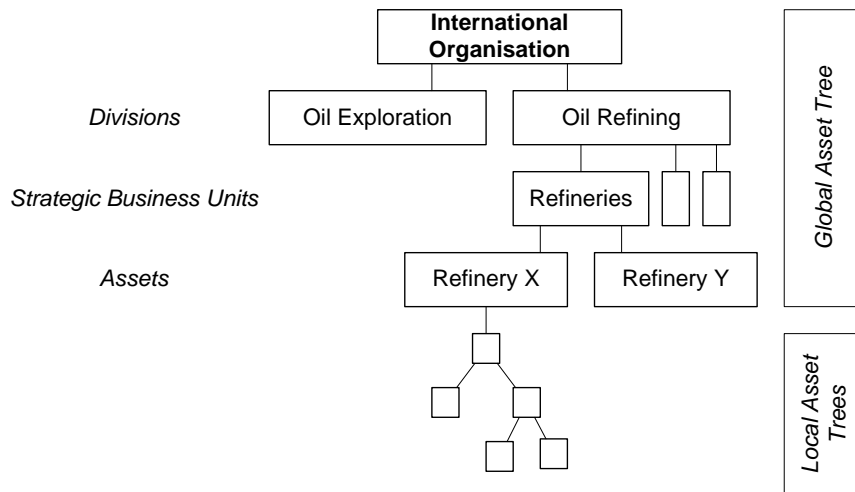 International
Organisation
Divisions
Oil Exploration
Oil Refining
Strategic Business Units
Refineries
Assets
Refinery X
Refinery Y
Global Asset Tree
Local Asset
Trees